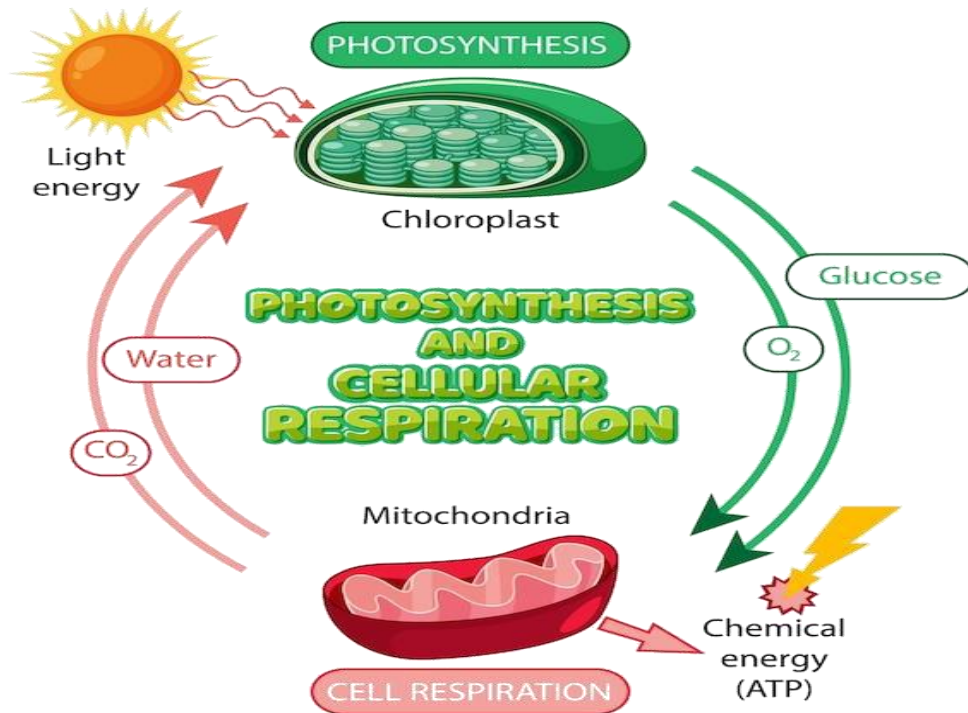 PHOTOSYNTHESIS
Light
energy
Chloroplast
Glucose
PHOTOSYNTHESIS
AND
CELLULAR
RESPIRATION
O₂
Water
CO₂
Mitochondria
Chemical
energy
(ATP)
CELL RESPIRATION